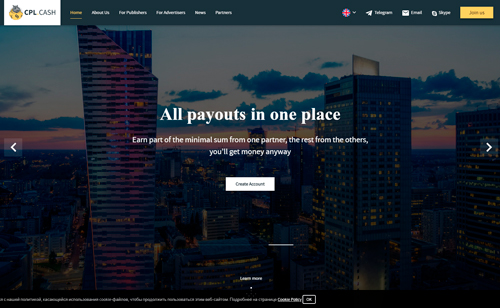 CPL CASH
Home About Us For Publishers For Advertisers News Partners
Telegram Email Skype Join us
All payouts in one place
Earn part of the minimal sum from one partner, the rest from the others,
you'll get money anyway
Create Account
Learn more
с нашей политикой, касающейся использования cookie-файлов, чтобы продолжить пользоваться этим веб-сайтом. Подробнее на странице Cookie Policy OK